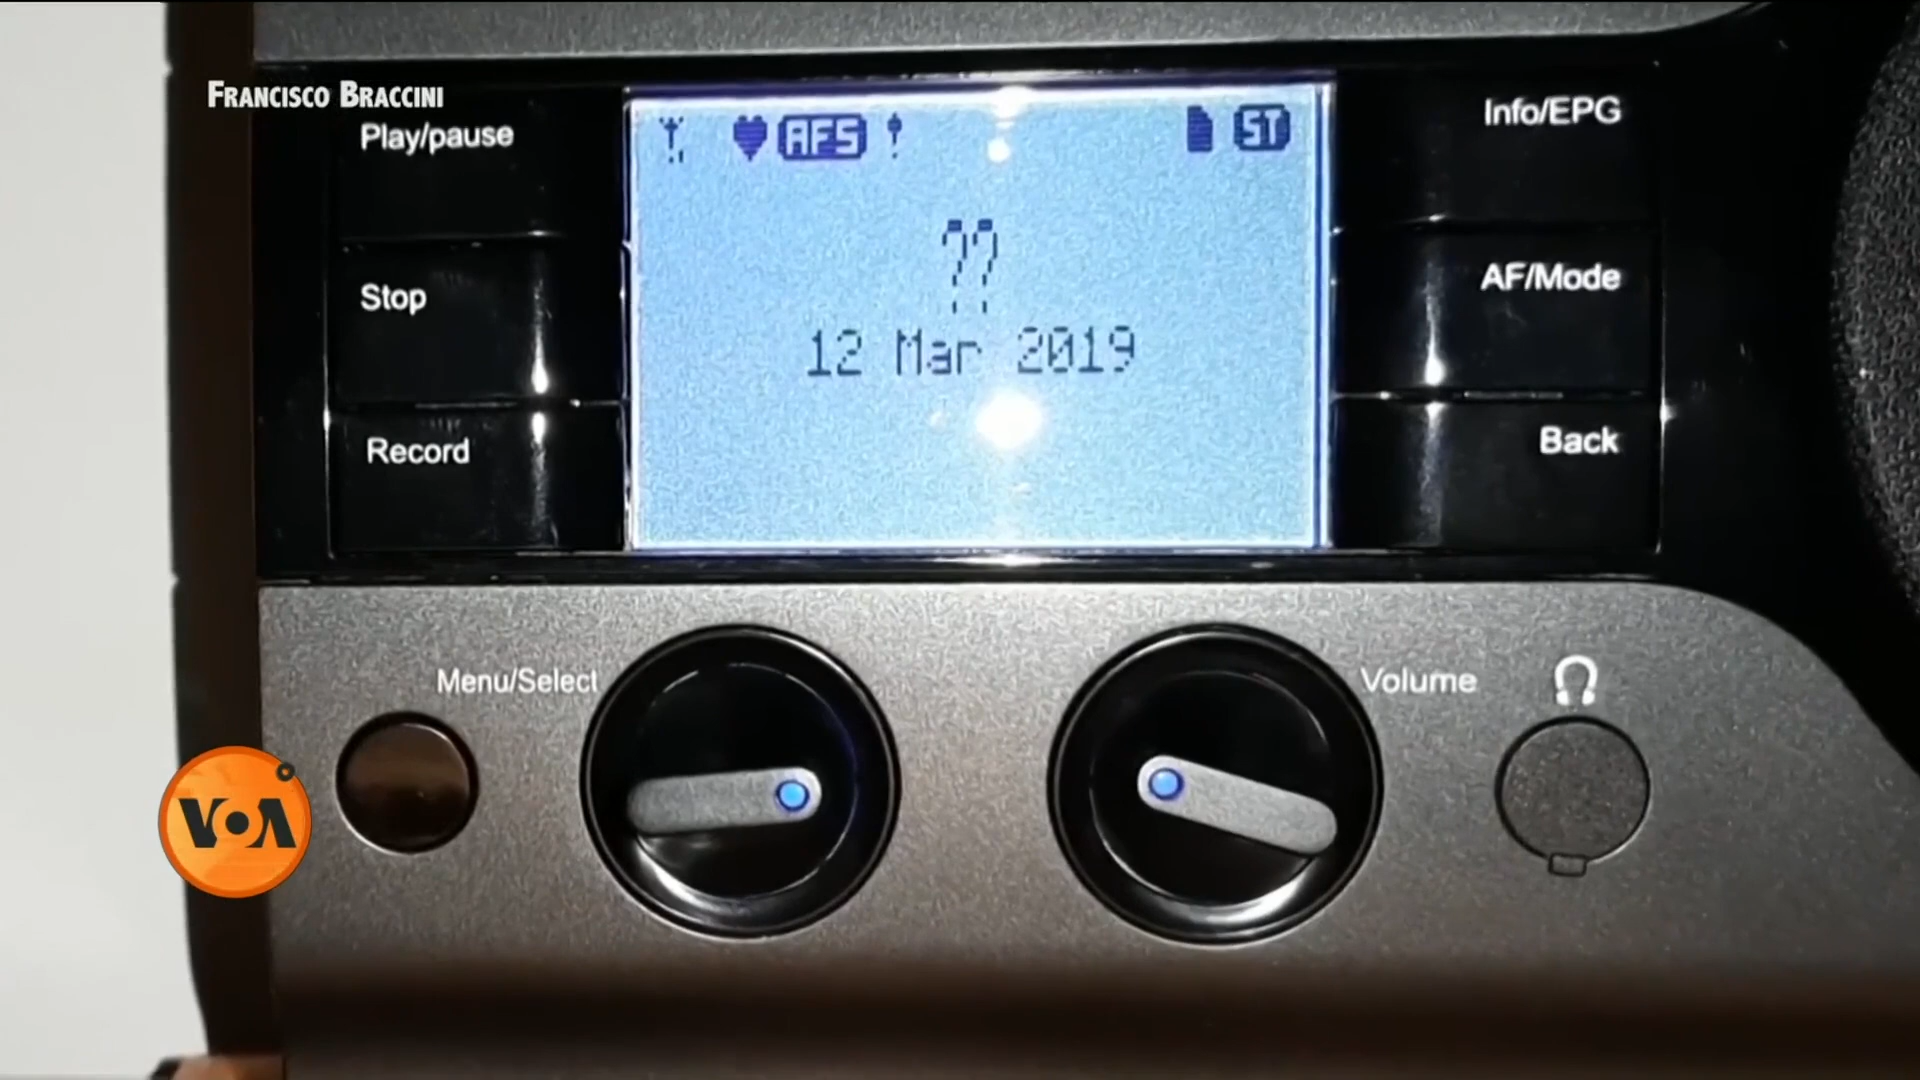 FRANCISCO BRACCINI
Play/pause
Stop
Record
AFS
ST
??
12 Mar 2019
Info/EPG
AF/Mode
Back
Menu/Select
Volume
VOA